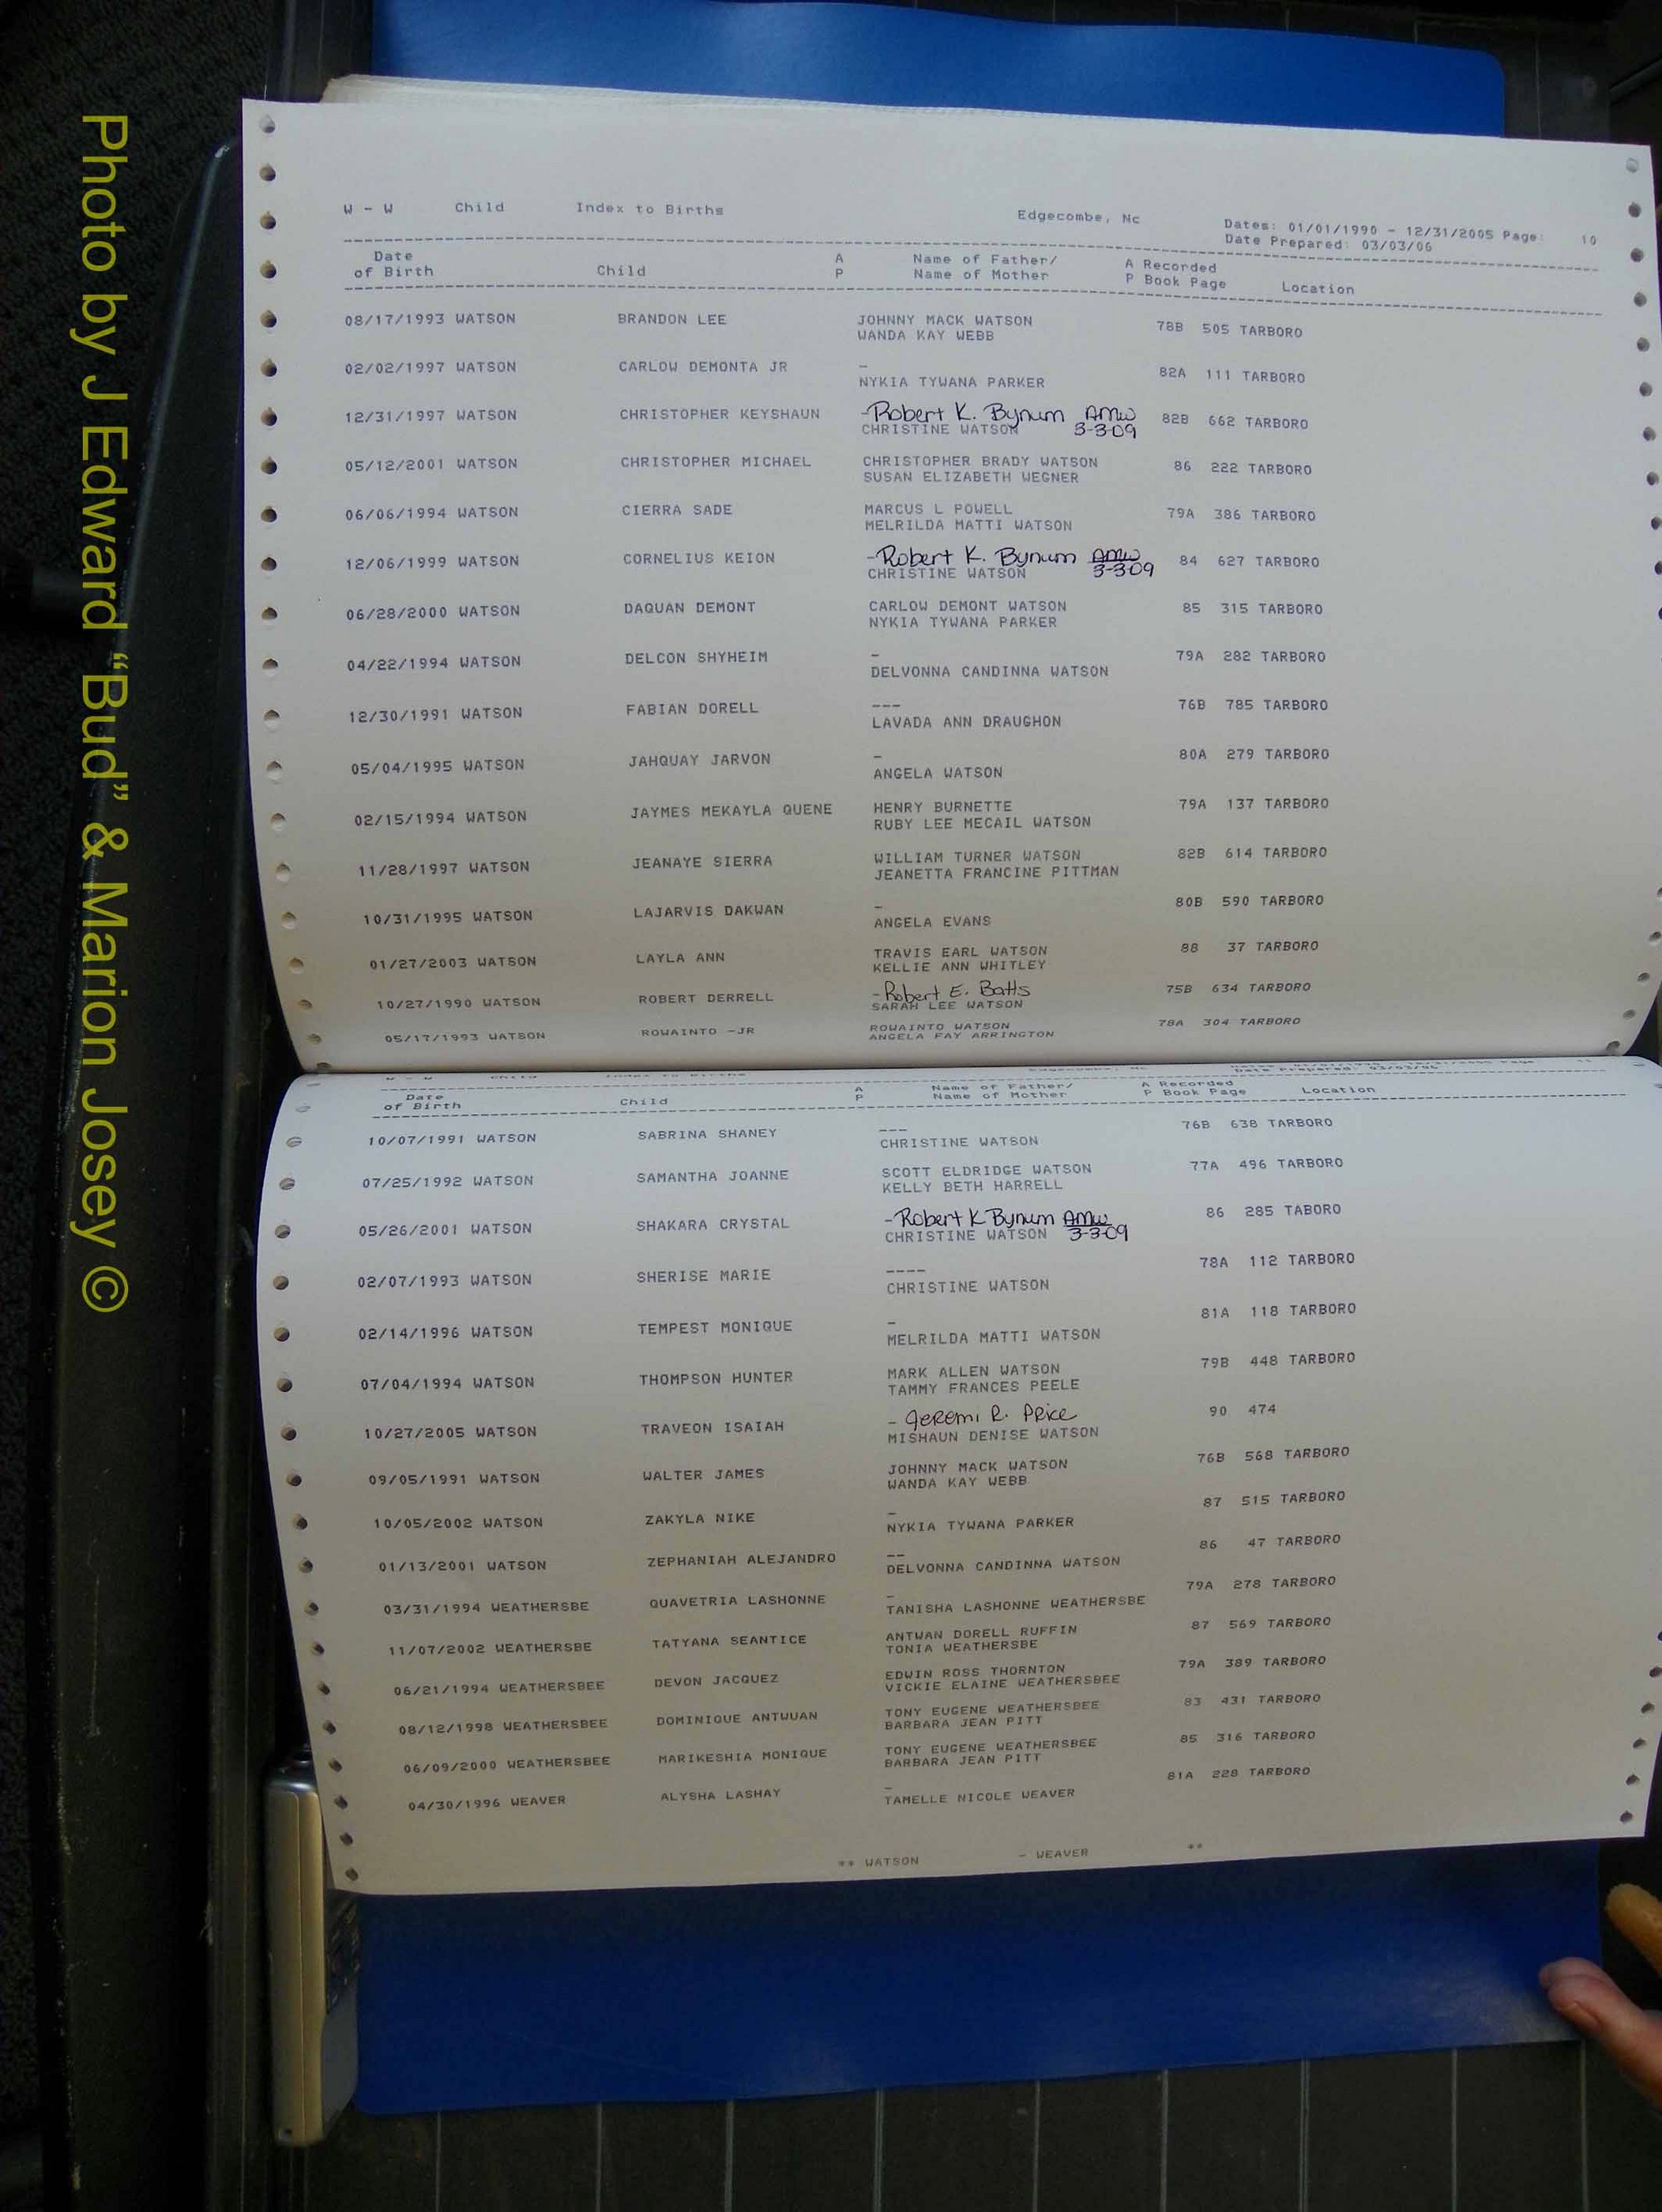 Photo by J Edward “Bud” & Marion Josey ©
W - W Child Index to Births Edgecombe, Nc Dates: 01/01/1990 - 12/31/2005 Page: 10
Date Prepared: 03/03/06
Date A Name of Father/ A Recorded
of Birth Child P Name of Mother P Book Page Location
08/17/1993 WATSON BRANDON LEE JOHNNY MACK WATSON 78B 505 TARBORO
WANDA KAY WEBB
02/02/1997 WATSON CARLOW DEMONTA JR - 82A 111 TARBORO
NYKIA TYWANA PARKER
12/31/1997 WATSON CHRISTOPHER KEYSHAUN -Robert K. Bynum AMW 82B 662 TARBORO
CHRISTINE WATSON 3-3-09
05/12/2001 WATSON CHRISTOPHER MICHAEL CHRISTOPHER BRADY WATSON 86 222 TARBORO
SUSAN ELIZABETH WEGNER
06/06/1994 WATSON CIERRA SADE MARCUS L POWELL 79A 386 TARBORO
MELRILDA MATTI WATSON
12/06/1999 WATSON CORNELIUS KEION -Robert K. Bynum AMW 84 627 TARBORO
CHRISTINE WATSON 3-3-09
06/28/2000 WATSON DAQUAN DEMONT CARLOW DEMONT WATSON 85 315 TARBORO
NYKIA TYWANA PARKER
04/22/1994 WATSON DELCON SHYHEIM - 79A 282 TARBORO
DELVONNA CANDINNA WATSON
12/30/1991 WATSON FABIAN DORELL --- 76B 785 TARBORO
LAVADA ANN DRAUGHON
05/04/1995 WATSON JAHQUAY JARVON - 80A 279 TARBORO
ANGELA WATSON
02/15/1994 WATSON JAYMES MEKAYLA QUENE HENRY BURNETTE 79A 137 TARBORO
RUBY LEE MECAIL WATSON
11/28/1997 WATSON JEANAYE SIERRA WILLIAM TURNER WATSON 82B 614 TARBORO
JEANETTA FRANCINE PITTMAN
10/31/1995 WATSON LAJARVIS DAKWAN - 80B 590 TARBORO
ANGELA EVANS
01/27/2003 WATSON LAYLA ANN TRAVIS EARL WATSON 88 37 TARBORO
KELLIE ANN WHITLEY
10/27/1990 WATSON ROBERT DERRELL -Robert E. Batts 75B 634 TARBORO
SARAH LEE WATSON
05/17/1993 WATSON ROWAINTO -JR ROWAINTO WATSON 78A 304 TARBORO
ANGELA FAY ARRINGTON
W - W Child Index to Births Edgecombe, Nc
Date Prepared: 03/03/06
Date A Name of Father/ A Recorded
of Birth Child P Name of Mother P Book Page Location
10/07/1991 WATSON SABRINA SHANEY --- 76B 638 TARBORO
CHRISTINE WATSON
07/25/1992 WATSON SAMANTHA JOANNE SCOTT ELDRIDGE WATSON 77A 496 TARBORO
KELLY BETH HARRELL
05/26/2001 WATSON SHAKARA CRYSTAL -Robert K Bynum AMW 86 285 TABORO
CHRISTINE WATSON 3-3-09
02/07/1993 WATSON SHERISE MARIE ---- 78A 112 TARBORO
CHRISTINE WATSON
02/14/1996 WATSON TEMPEST MONIQUE - 81A 118 TARBORO
MELRILDA MATTI WATSON
07/04/1994 WATSON THOMPSON HUNTER MARK ALLEN WATSON 79B 448 TARBORO
TAMMY FRANCES PEELE
10/27/2005 WATSON TRAVEON ISAIAH - Jeremi R. Price 90 474
MISHAUN DENISE WATSON
09/05/1991 WATSON WALTER JAMES JOHNNY MACK WATSON 76B 568 TARBORO
WANDA KAY WEBB
10/05/2002 WATSON ZAKYLA NIKE - 87 515 TARBORO
NYKIA TYWANA PARKER
01/13/2001 WATSON ZEPHANIAH ALEJANDRO -- 86 47 TARBORO
DELVONNA CANDINNA WATSON
03/31/1994 WEATHERSBE QUAVETRIA LASHONNE - 79A 278 TARBORO
TANISHA LASHONNE WEATHERSBE
11/07/2002 WEATHERSBE TATYANA SEANTICE ANTWAN DORELL RUFFIN 87 569 TARBORO
TONIA WEATHERSBE
06/21/1994 WEATHERSBEE DEVON JACQUEZ EDWIN ROSS THORNTON 79A 389 TARBORO
VICKIE ELAINE WEATHERSBEE
08/12/1998 WEATHERSBEE DOMINIQUE ANTWUAN TONY EUGENE WEATHERSBEE 83 431 TARBORO
BARBARA JEAN PITT
06/09/2000 WEATHERSBEE MARIKESHIA MONIQUE TONY EUGENE WEATHERSBEE 85 316 TARBORO
BARBARA JEAN PITT
04/30/1996 WEAVER ALYSHA LASHAY - 81A 228 TARBORO
TAMELLE NICOLE WEAVER
** WATSON - WEAVER **